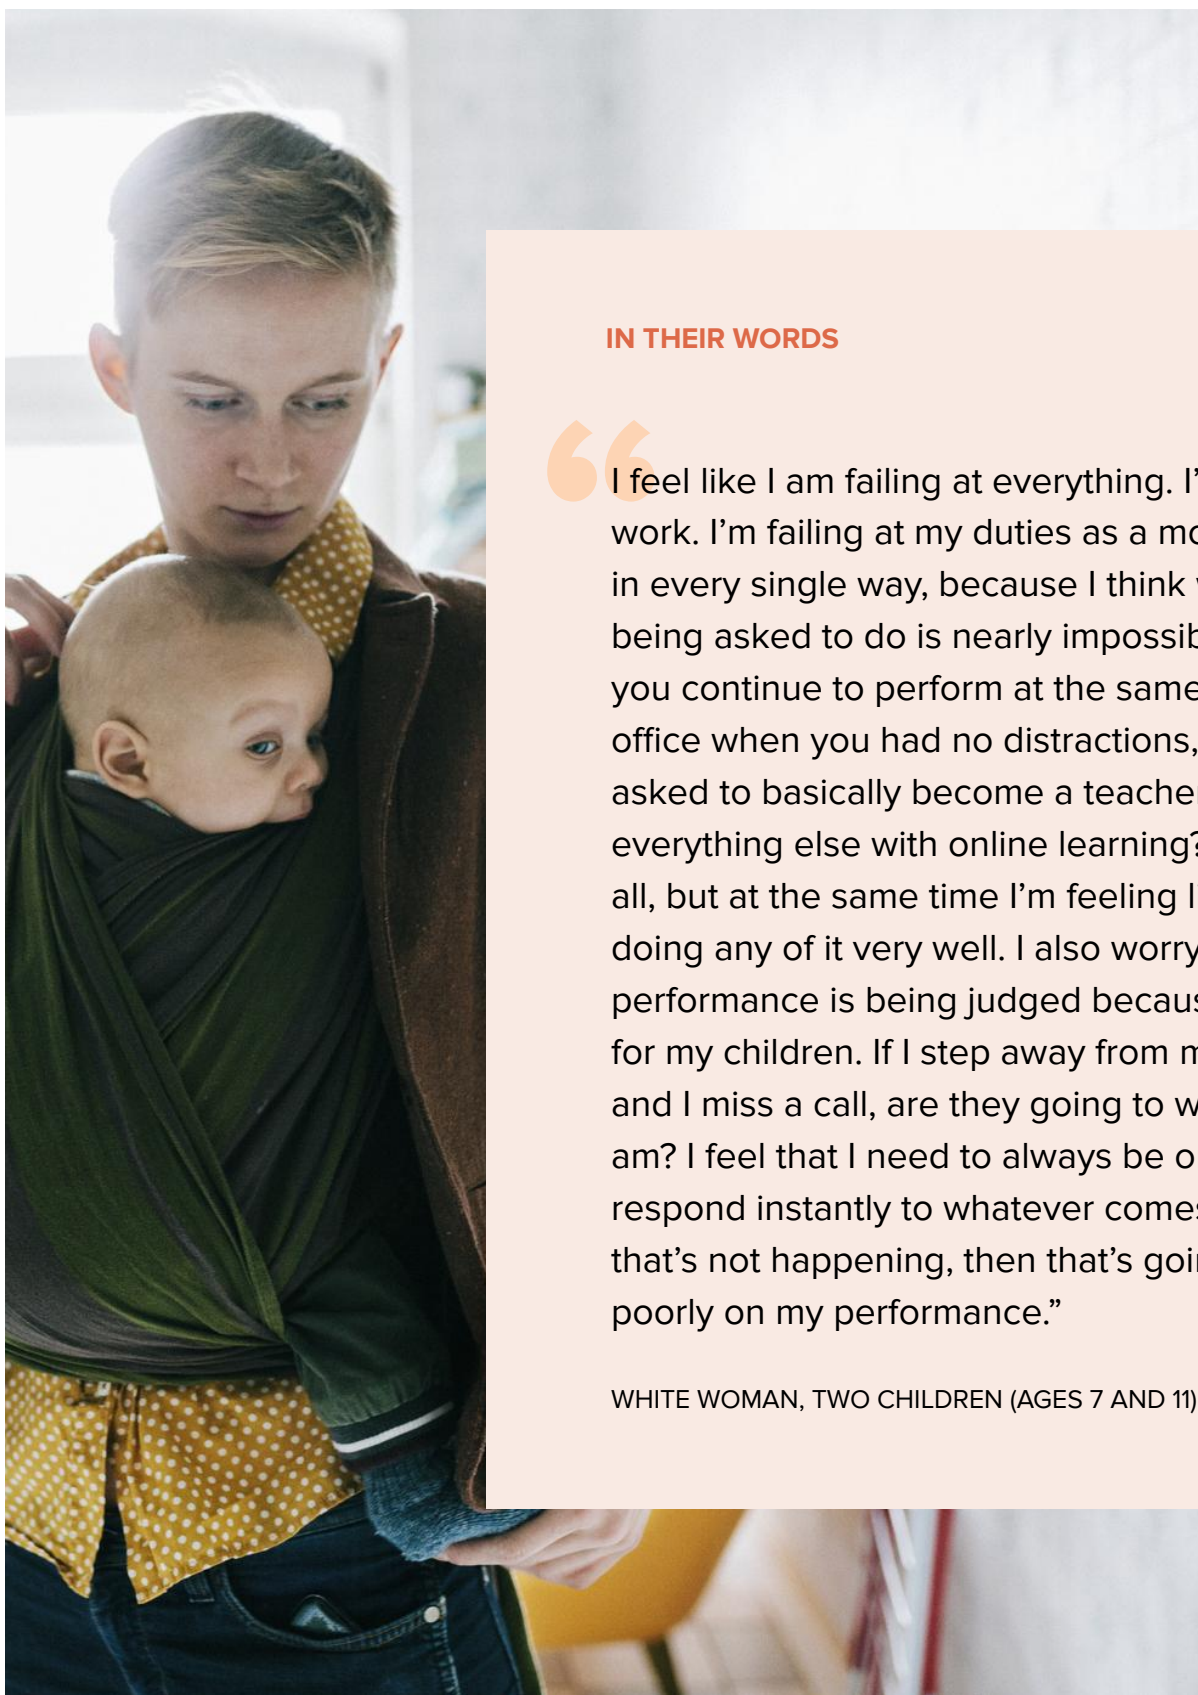 IN THEIR WORDS
“
I feel like I am failing at everything.
work. I’m failing at my duties as a
in every single way, because I think
being asked to do is nearly
you continue to perform at the same
office when you had no distractions,
asked to basically become a
everything else with online learning?
all, but at the same time I’m feeling
doing any of it very well. I also worry
performance is being judged
for my children. If I step away from
and I miss a call, are they going to
am? I feel that I need to always be
respond instantly to whatever
that’s not happening, then that’s
poorly on my performance.”
WHITE WOMAN, TWO CHILDREN (AGES 7 AND 11)